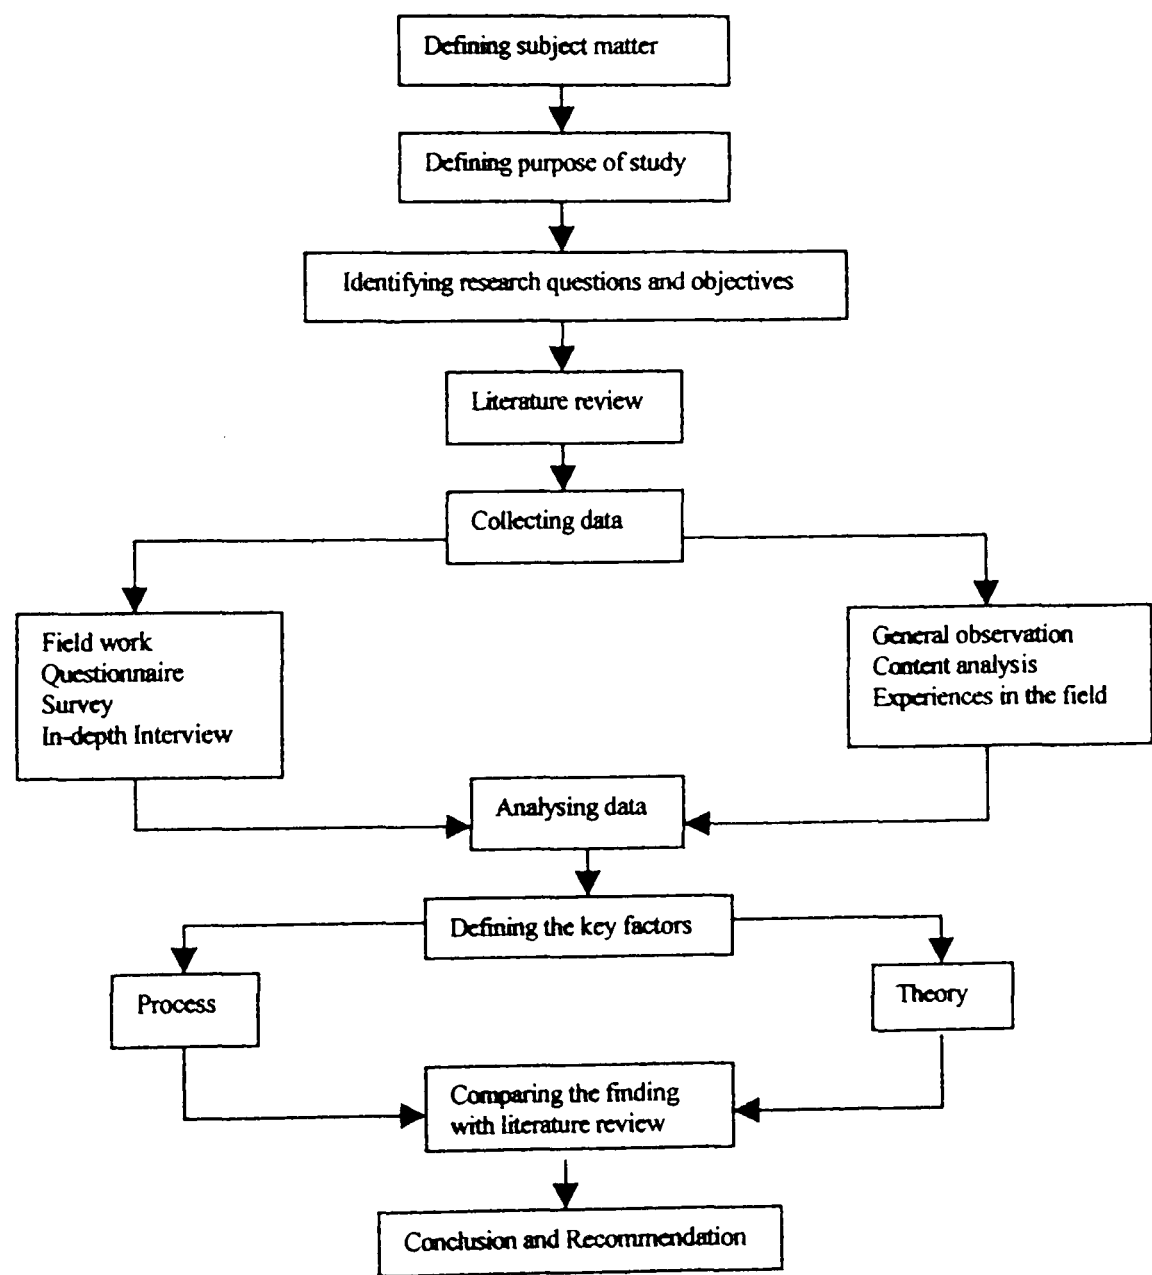 Defining subject matter
Defining purpose of study
Identifying research questions and objectives
Literature review
Collecting data
Field work
Questionnaire
Survey
In-depth Interview
General observation
Content analysis
Experiences in the field
Analysing data
Defining the key factors
Process
Theory
Comparing the finding
with literature review
Conclusion and Recommendation